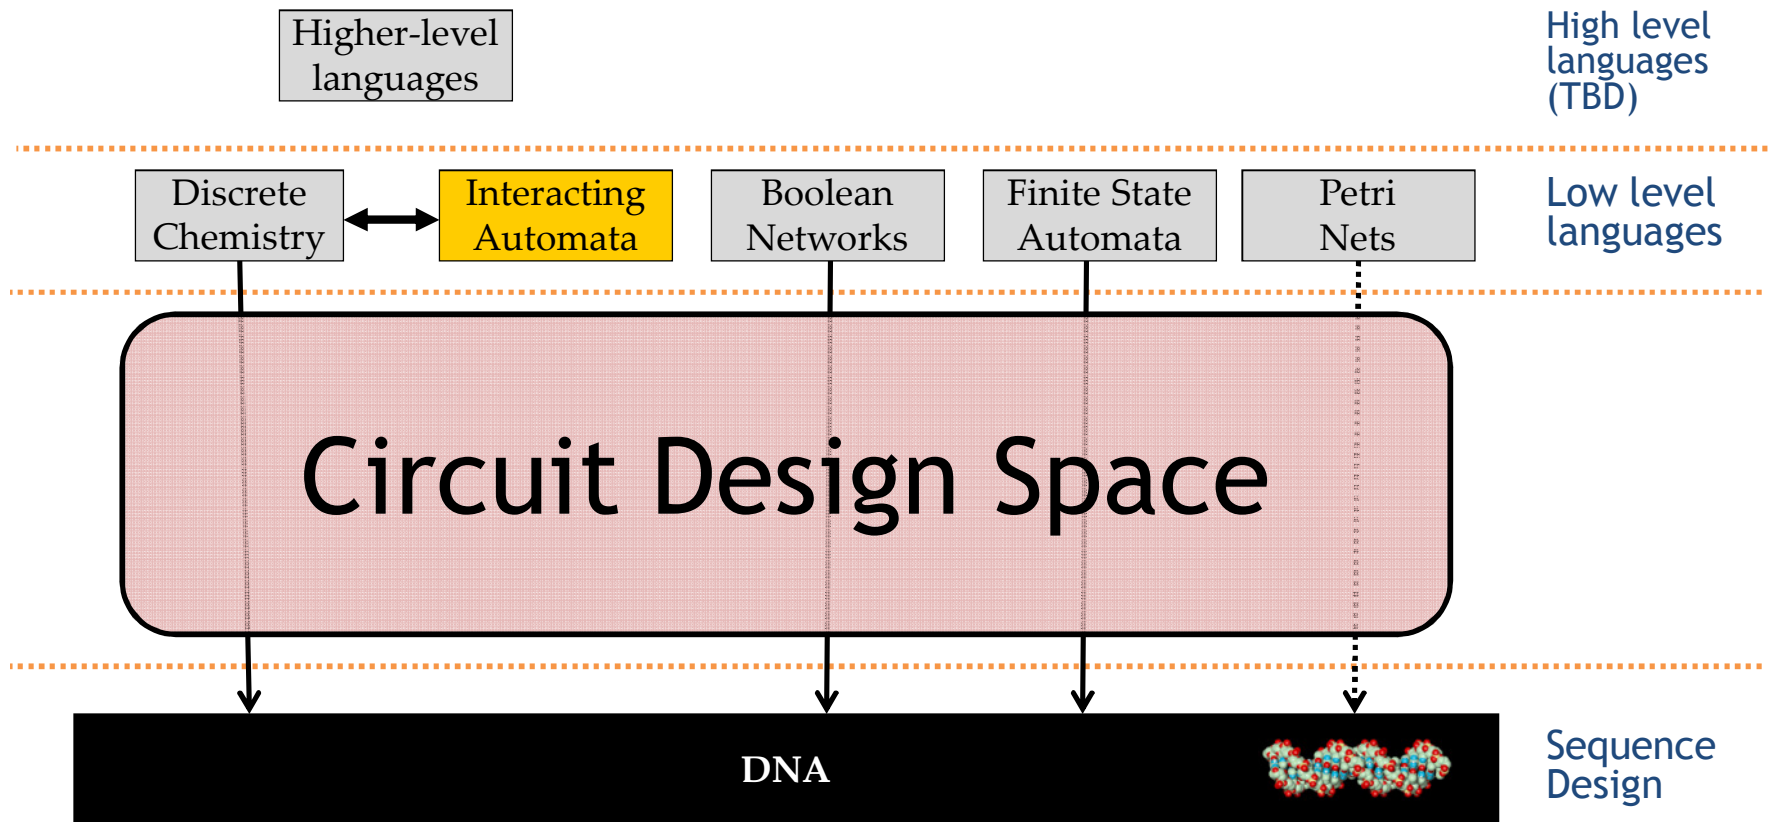 Higher-level
languages
High level
languages
(TBD)
Discrete
Chemistry
Interacting
Automata
Boolean
Networks
Finite State
Automata
Petri
Nets
Low level
languages
Circuit Design Space
DNA
Sequence
Design